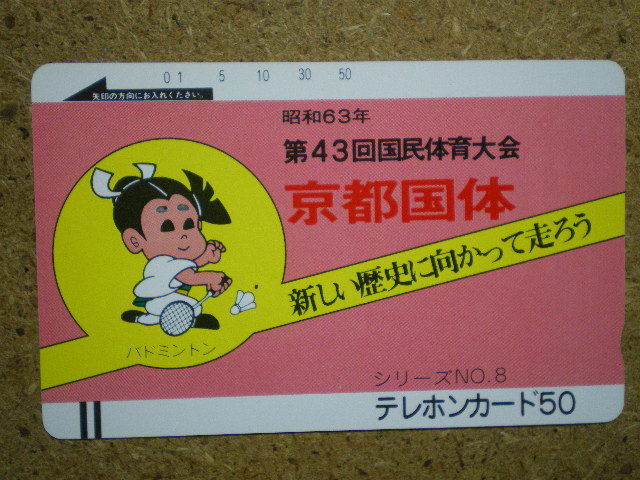 0 1 5 10 30 50
矢印の方向にお入れください。
昭和63年
第43回国民体育大会
京都国体
新しい歴史に向かって走ろう
バドミントン
シリーズNO.8
テレホンカード50